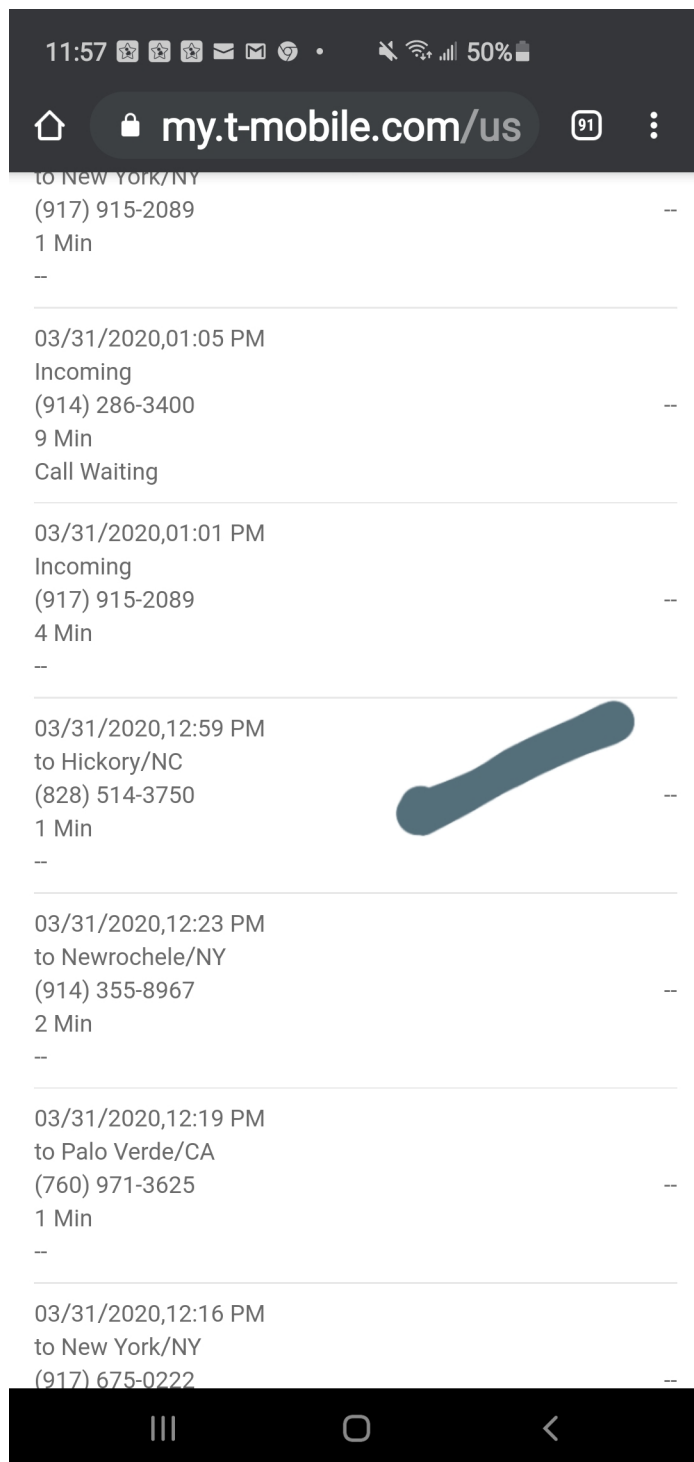 11:57 50%
my.t-mobile.com/us 91
to New York/NY
(917) 915-2089
--
1 Min
--
03/31/2020,01:05 PM
Incoming
(914) 286-3400
--
9 Min
Call Waiting
03/31/2020,01:01 PM
Incoming
(917) 915-2089
--
4 Min
--
03/31/2020,12:59 PM
to Hickory/NC
(828) 514-3750
--
1 Min
--
03/31/2020,12:23 PM
to Newrochele/NY
(914) 355-8967
--
2 Min
--
03/31/2020,12:19 PM
to Palo Verde/CA
(760) 971-3625
--
1 Min
--
03/31/2020,12:16 PM
to New York/NY
(917) 675-0222
--